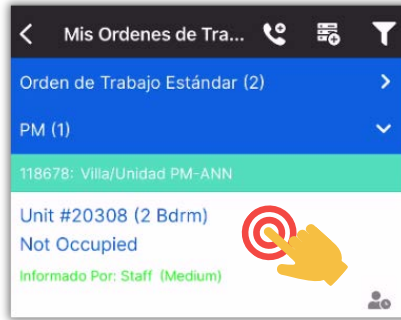 Mis Ordenes de Tra...
Orden de Trabajo Estándar (2)
PM (1)
118678: Villa/Unidad PM-ANN
Unit #20308 (2 Bdrm)
Not Occupied
Informado Por: Staff (Medium)